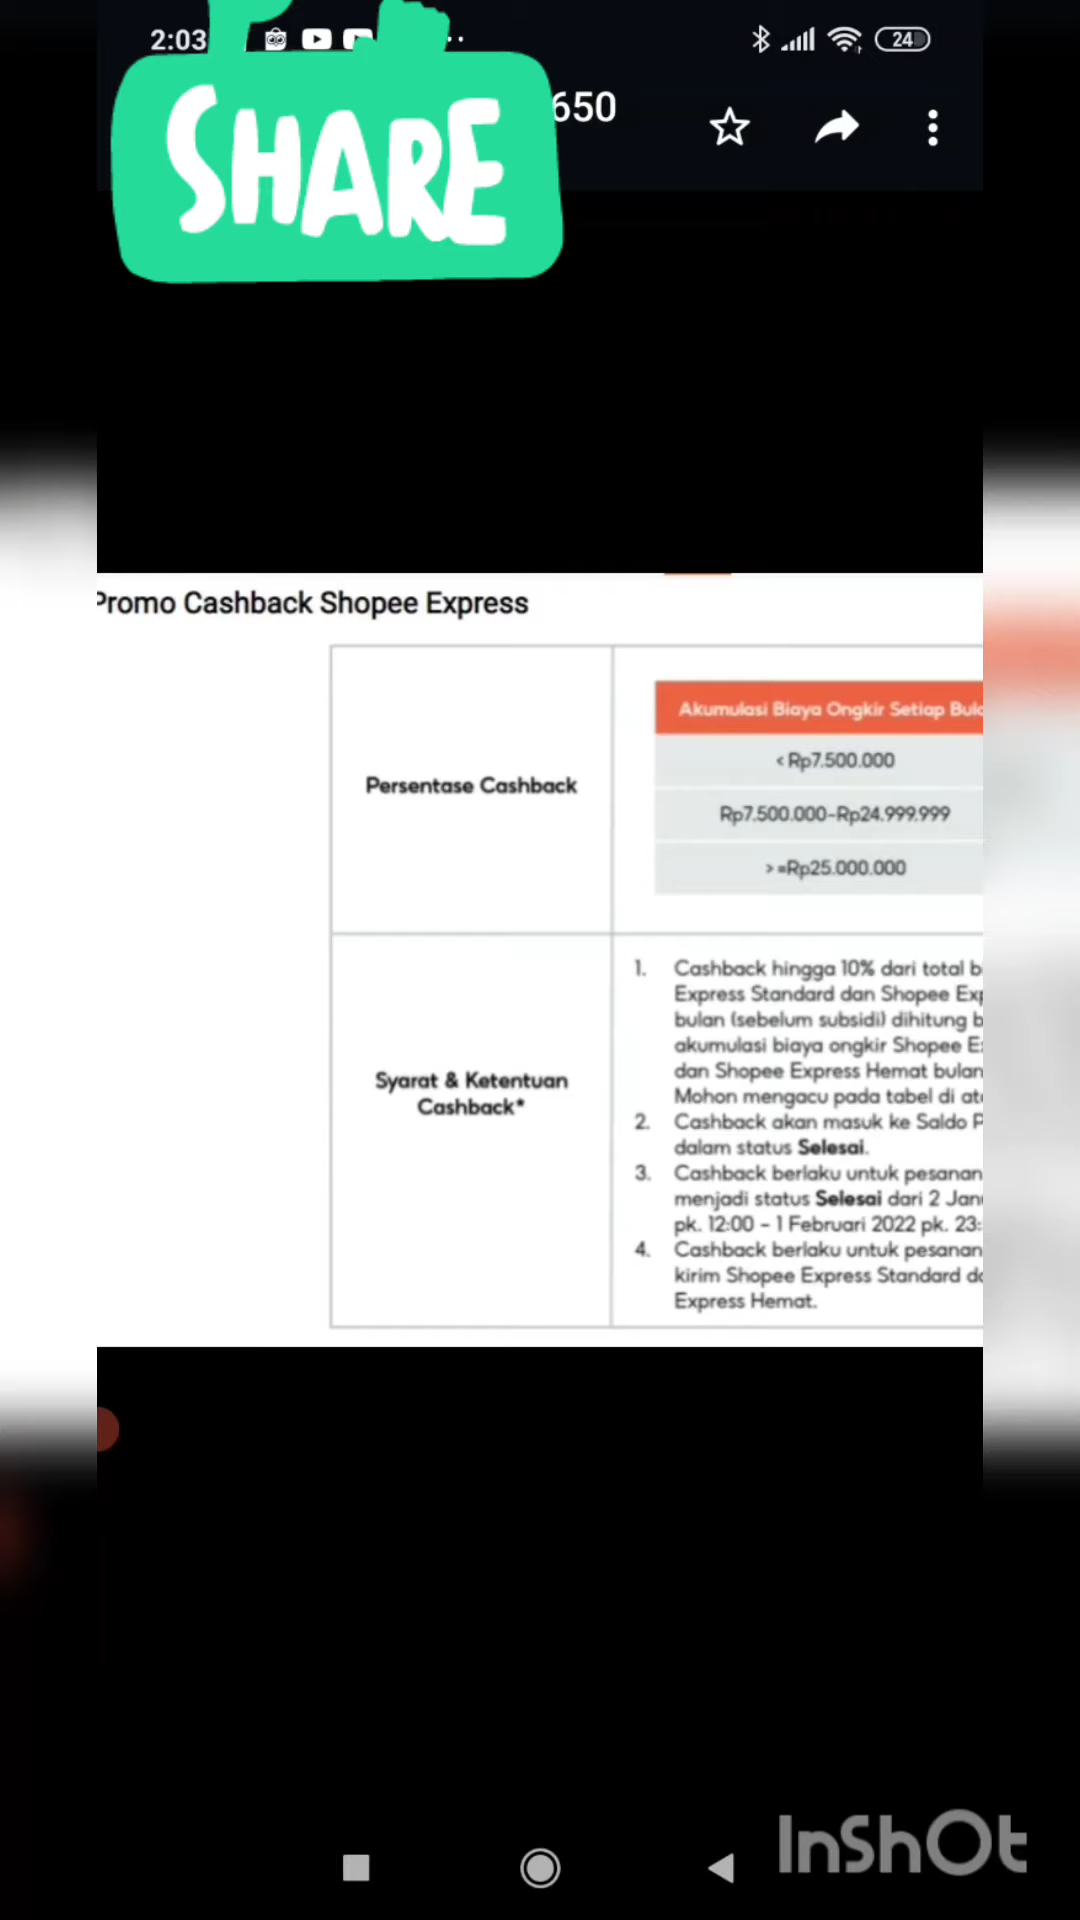 2:03
24
SHARE
650
Promo Cashback Shopee Express
Akumulasi Biaya Ongkir Setiap
< Rp7.500.000
Persentase Cashback
Rp7.500.000-Rp24.999.999
> =Rp25.000.000
1. Cashback hingga 10% dari total
Express Standard dan Shopee
bulan (sebelum subsidi) dihitung
akumulasi biaya ongkir Shopee
dan Shopee Express Hemat bulan
Mohon mengacu pada tabel di
Syarat & Ketentuan
Cashback*
2. Cashback akan masuk ke Saldo
dalam status Selesai.
3. Cashback berlaku untuk pesanan
menjadi status Selesai dari 2
pk. 12:00 - 1 Februari 2022 pk. 23:
4. Cashback berlaku untuk pesanan
kirim Shopee Express Standard
Express Hemat.
InShOt